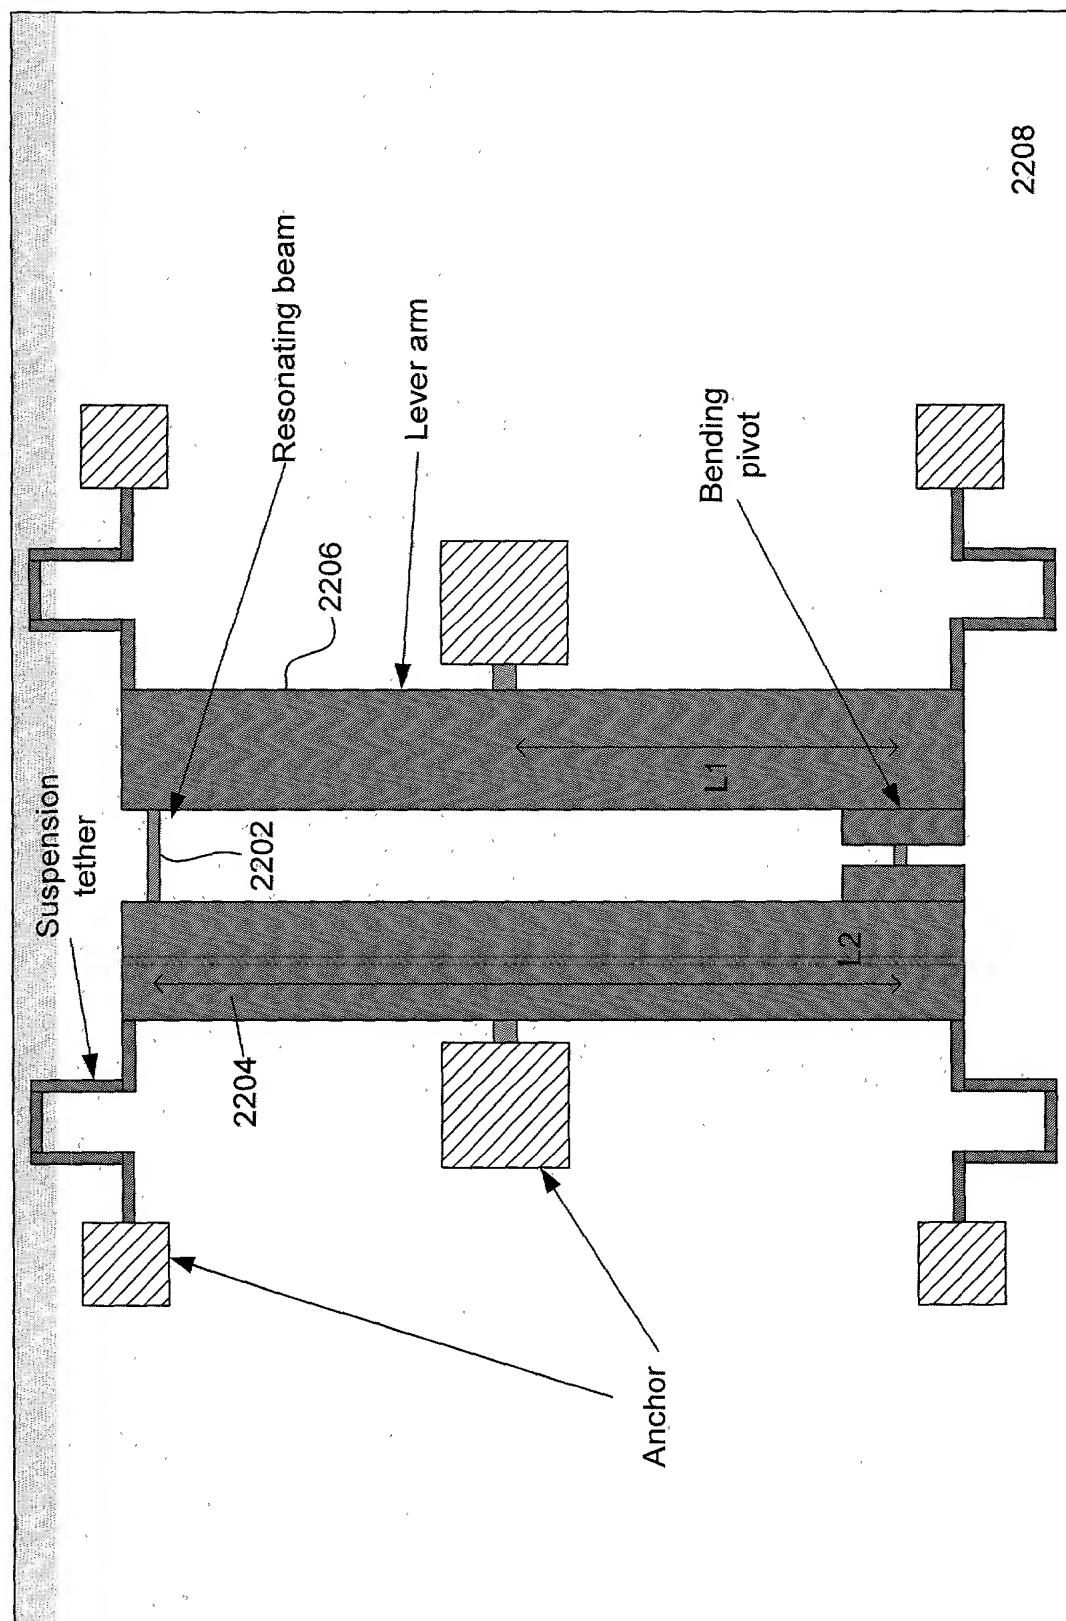 Suspension
tether
2202
Resonating beam
2206
Lever arm
2204
L1
L2
Bending
pivot
Anchor
2208